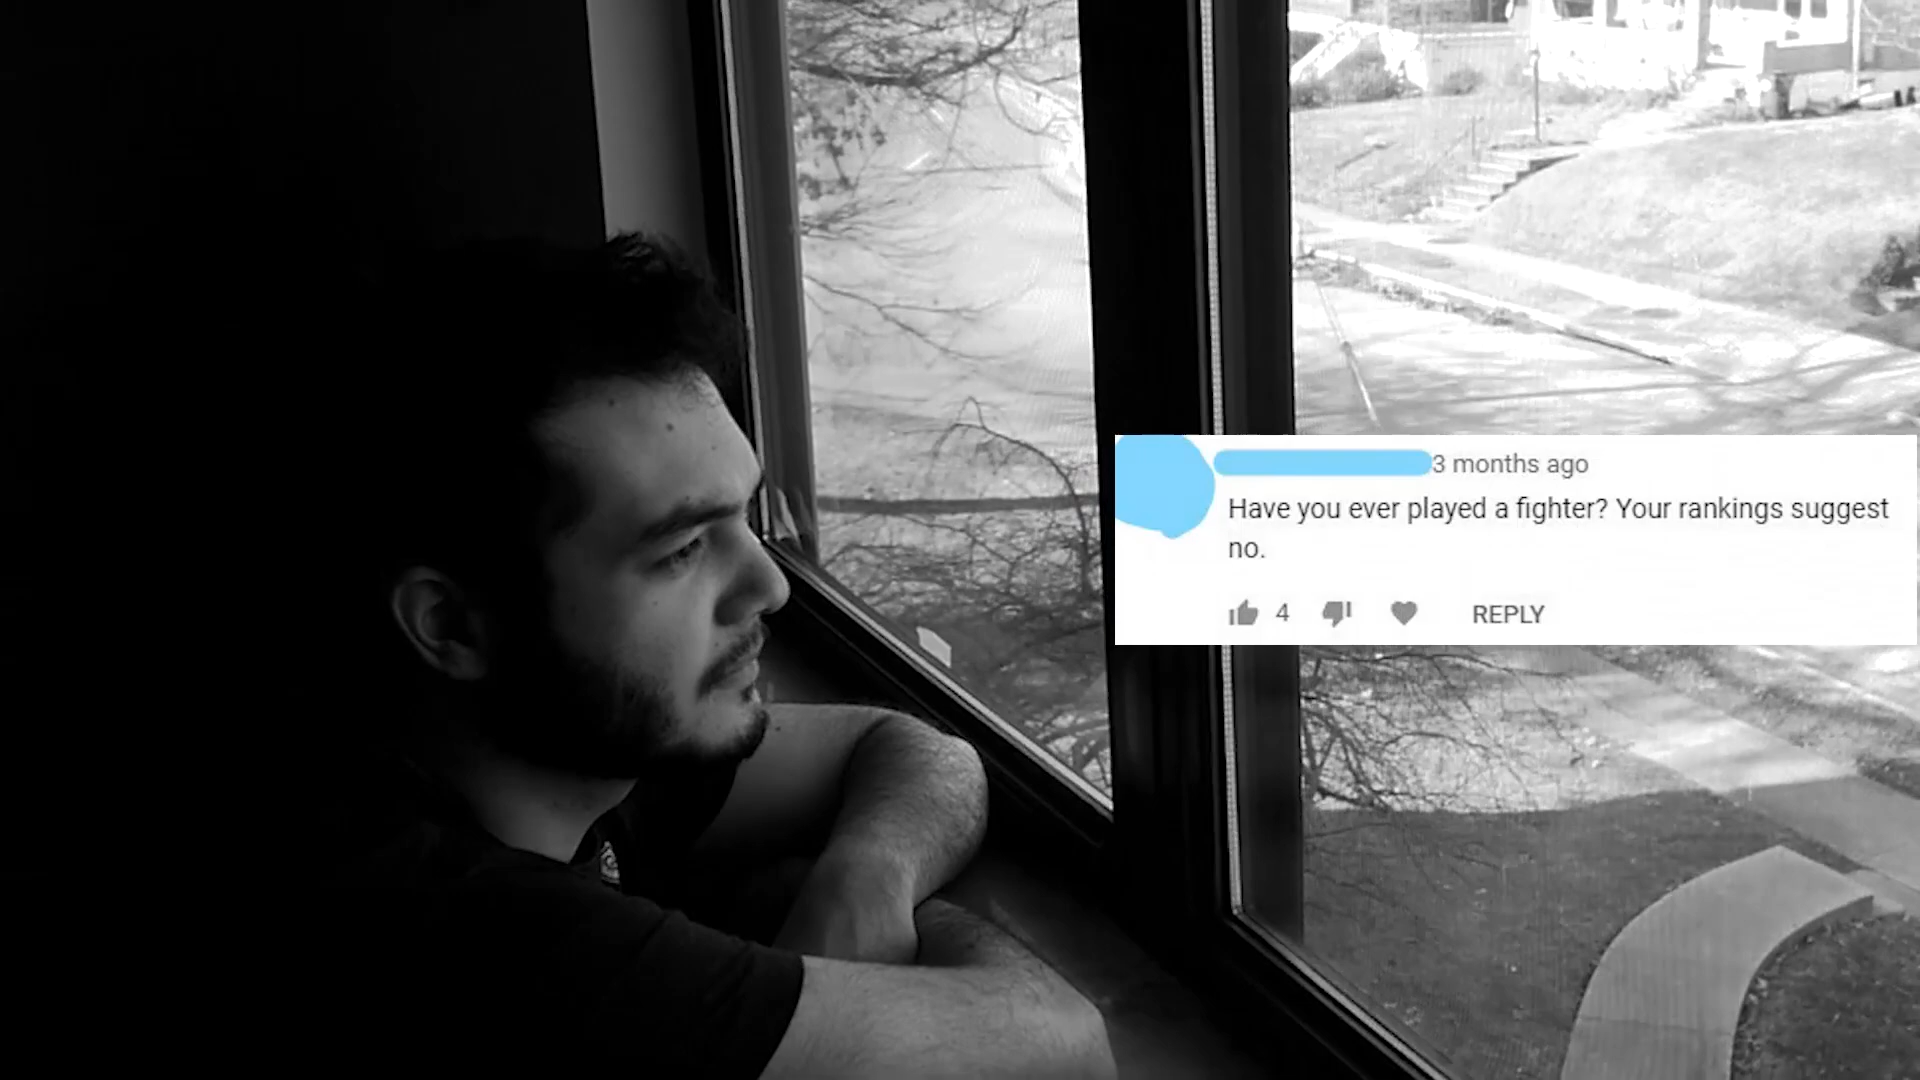 3 months ago
Have you ever played a fighter? Your rankings suggest
no.
4
REPLY